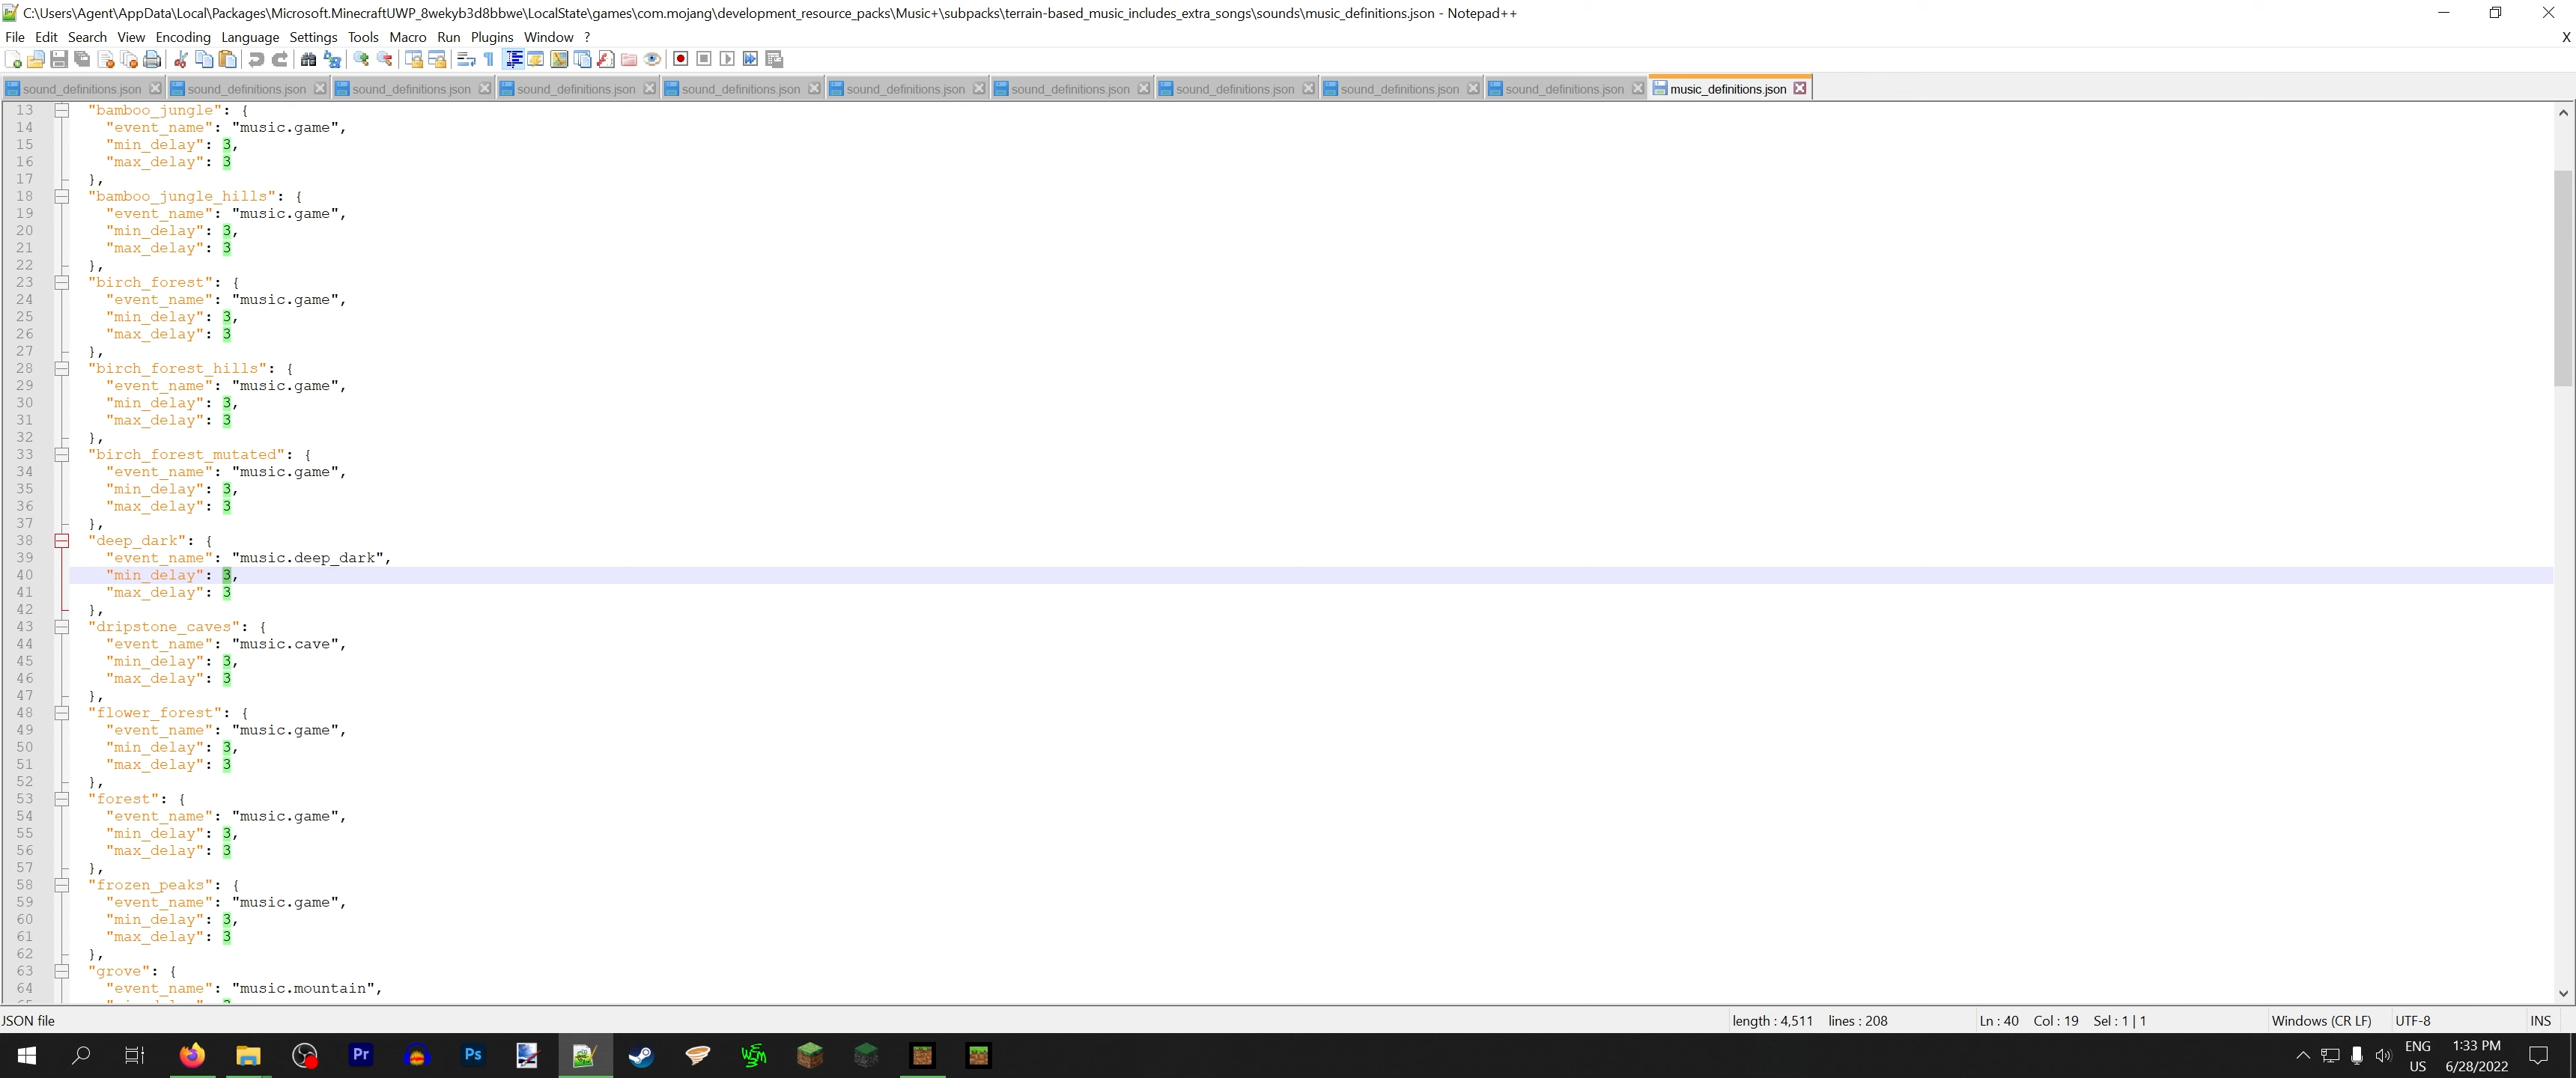 C:\Users\Agent\AppData\Local\Packages\Microsoft.MinecraftUWP_8wekyb3d8bbwe\LocalState\games\com.mojang\development_resource_packs\Music+\subpacks\terrain-based_music_includes_extra_songs\sounds\music_definitions.json - Notepad++
File Edit Search View Encoding Language Settings Tools Macro Run Plugins Window ? X
sound_definitions.json sound_definitions.json sound_definitions.json sound_definitions.json sound_definitions.json sound_definitions.json sound_definitions.json sound_definitions.json sound_definitions.json sound_definitions.json music_definitions.json
13 "bamboo_jungle": {
14 "event_name": "music.game",
15 "min_delay": 3,
16 "max_delay": 3
17 },
18 "bamboo_jungle_hills": {
19 "event_name": "music.game",
20 "min_delay": 3,
21 "max_delay": 3
22 },
23 "birch_forest": {
24 "event_name": "music.game",
25 "min_delay": 3,
26 "max_delay": 3
27 },
28 "birch_forest_hills": {
29 "event_name": "music.game",
30 "min_delay": 3,
31 "max_delay": 3
32 },
33 "birch_forest_mutated": {
34 "event_name": "music.game",
35 "min_delay": 3,
36 "max_delay": 3
37 },
38 "deep_dark": {
39 "event_name": "music.deep_dark",
40 "min_delay": 3,
41 "max_delay": 3
42 },
43 "dripstone_caves": {
44 "event_name": "music.cave",
45 "min_delay": 3,
46 "max_delay": 3
47 },
48 "flower_forest": {
49 "event_name": "music.game",
50 "min_delay": 3,
51 "max_delay": 3
52 },
53 "forest": {
54 "event_name": "music.game",
55 "min_delay": 3,
56 "max_delay": 3
57 },
58 "frozen_peaks": {
59 "event_name": "music.game",
60 "min_delay": 3,
61 "max_delay": 3
62 },
63 "grove": {
64 "event_name": "music.mountain",
JSON file length : 4,511 lines : 208 Ln : 40 Col : 19 Sel : 1 | 1 Windows (CR LF) UTF-8 INS
Pr Ps ENG 1:33 PM
US 6/28/2022